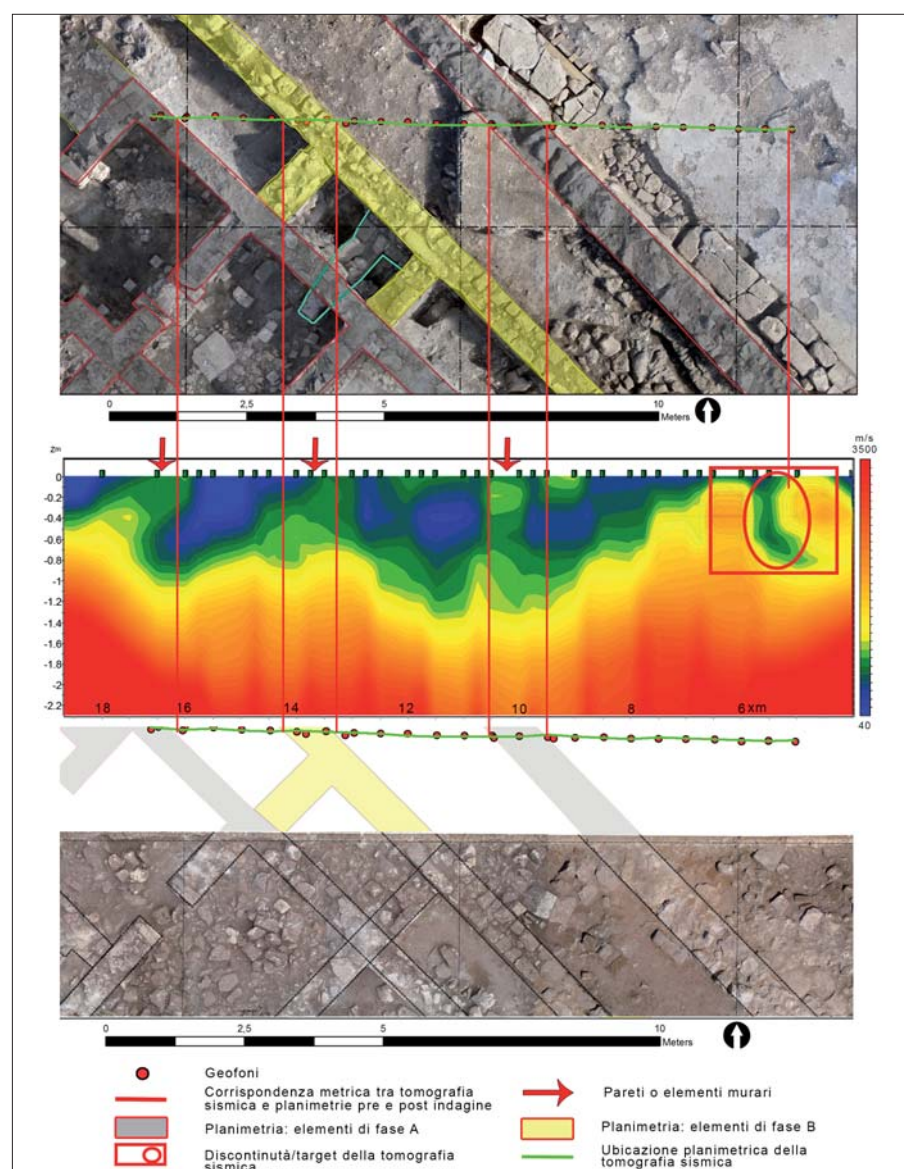 0 2,5 5 10
Meters
zm
m/s
3500
0
-0.2
-0.4
-0.6
-0.8
-1
-1.2
-1.4
-1.6
-1.8
-2
-2.2
18 16 14 12 10 8 6 xm
40
0 2,5 5 10
Meters
Geofoni
Corrispondenza metrica tra tomografia
sismica e planimetrie pre e post indagine
Pareti o elementi murari
Planimetria: elementi di fase A
Planimetria: elementi di fase B
Discontinutà/target della tomografia
sismica
Ubicazione planimetrica della
tomografia sismica